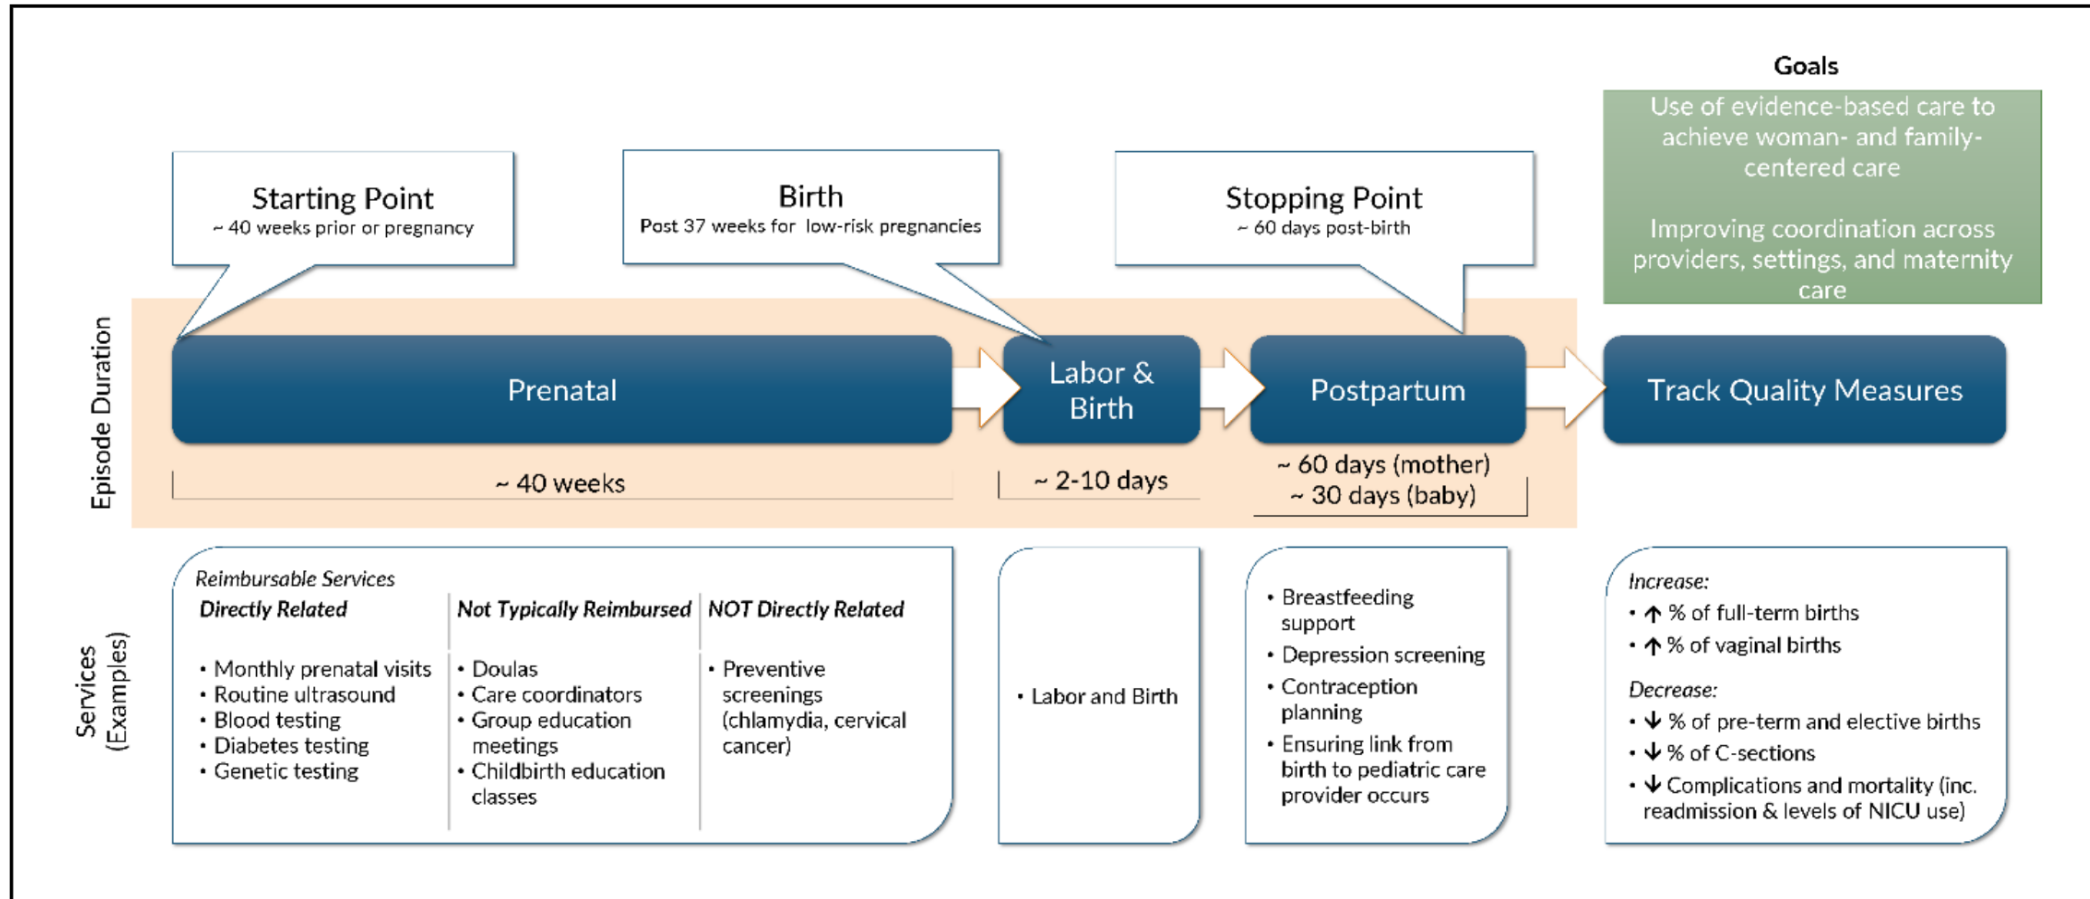 Goals
Use of evidence-based care to
achieve woman- and family-
centered care
Improving coordination across
providers, settings, and maternity
care
Starting Point
~ 40 weeks prior or pregnancy
Birth
Post 37 weeks for low-risk pregnancies
Stopping Point
~ 60 days post-birth
Episode Duration
Prenatal
Labor &
Birth
Postpartum
Track Quality Measures
~ 40 weeks
~ 2-10 days
~ 60 days (mother)
~ 30 days (baby)
Services
(Examples)
Reimbursable Services
Directly Related
• Monthly prenatal visits
• Routine ultrasound
• Blood testing
• Diabetes testing
• Genetic testing
Not Typically Reimbursed
• Doulas
• Care coordinators
• Group education
meetings
• Childbirth education
classes
NOT Directly Related
• Preventive
screenings
(chlamydia, cervical
cancer)
• Labor and Birth
• Breastfeeding
support
• Depression screening
• Contraception
planning
• Ensuring link from
birth to pediatric care
provider occurs
Increase:
• ↑ % of full-term births
• ↑ % of vaginal births
Decrease:
• ↓ % of pre-term and elective births
• ↓ % of C-sections
• ↓ Complications and mortality (inc.
readmission & levels of NICU use)